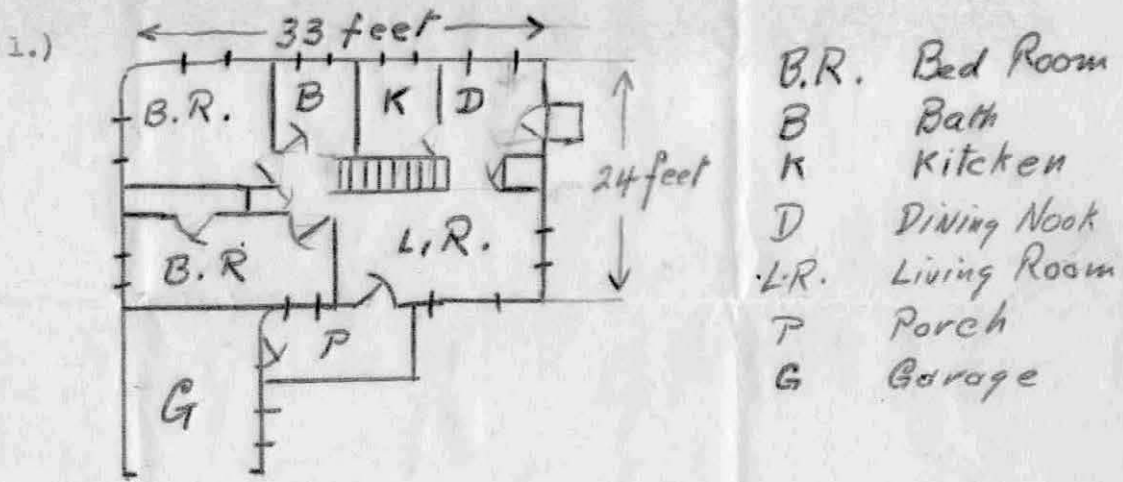 1.)
33 feet
B.R. B K D
24 feet
L.R.
B.R
P
G
B.R. Bed Room
B Bath
K Kitchen
D Dining Nook
L.R. Living Room
P Porch
G Garage